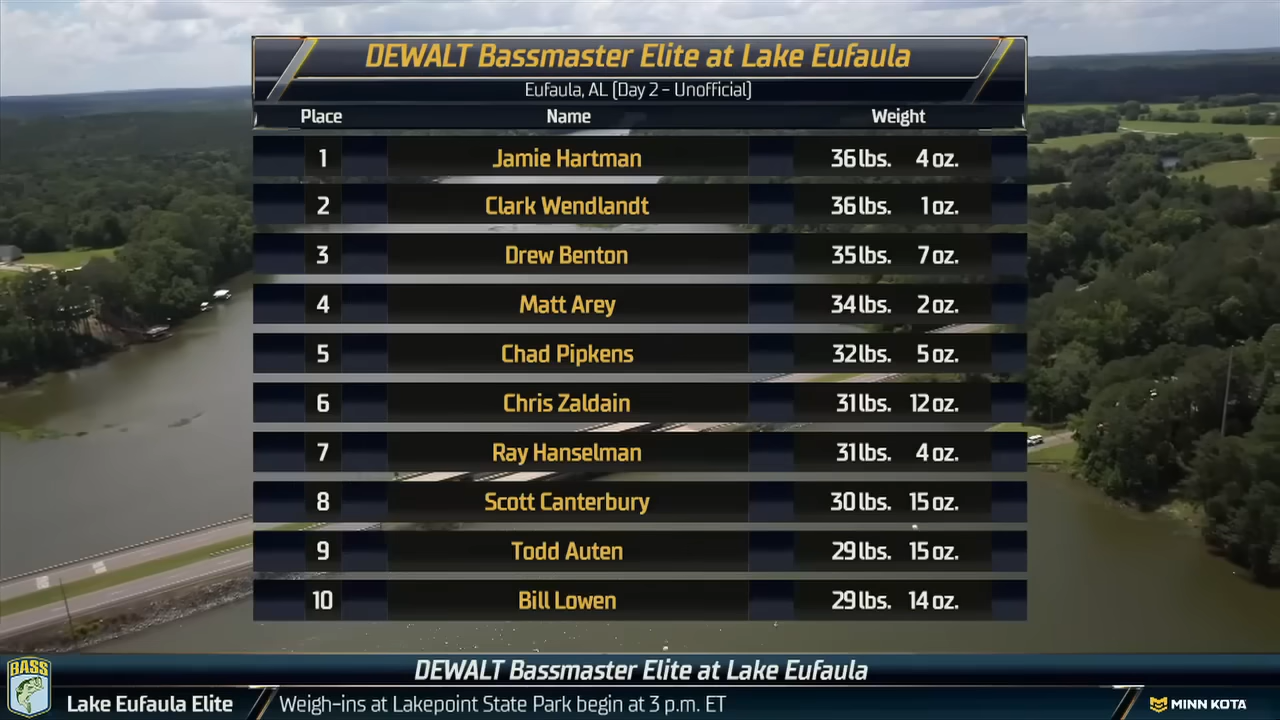 DEWALT Bassmaster Elite at Lake Eufaula
Eufaula, AL [Day 2 - Unofficial]
Place Name Weight
1 Jamie Hartman 36 lbs. 4 oz.
2 Clark Wendlandt 36 lbs. 1 oz.
3 Drew Benton 35 lbs. 7 oz.
4 Matt Arey 34 lbs. 2 oz.
5 Chad Pipkens 32 lbs. 5 oz.
6 Chris Zaldain 31 lbs. 12 oz.
7 Ray Hanselman 31 lbs. 4 oz.
8 Scott Canterbury 30 lbs. 15 oz.
9 Todd Auten 29 lbs. 15 oz.
10 Bill Lowen 29 lbs. 14 oz.
DEWALT Bassmaster Elite at Lake Eufaula
BASS
Lake Eufaula Elite Weigh-ins at Lakepoint State Park begin at 3 p.m. ET MINN KOTA